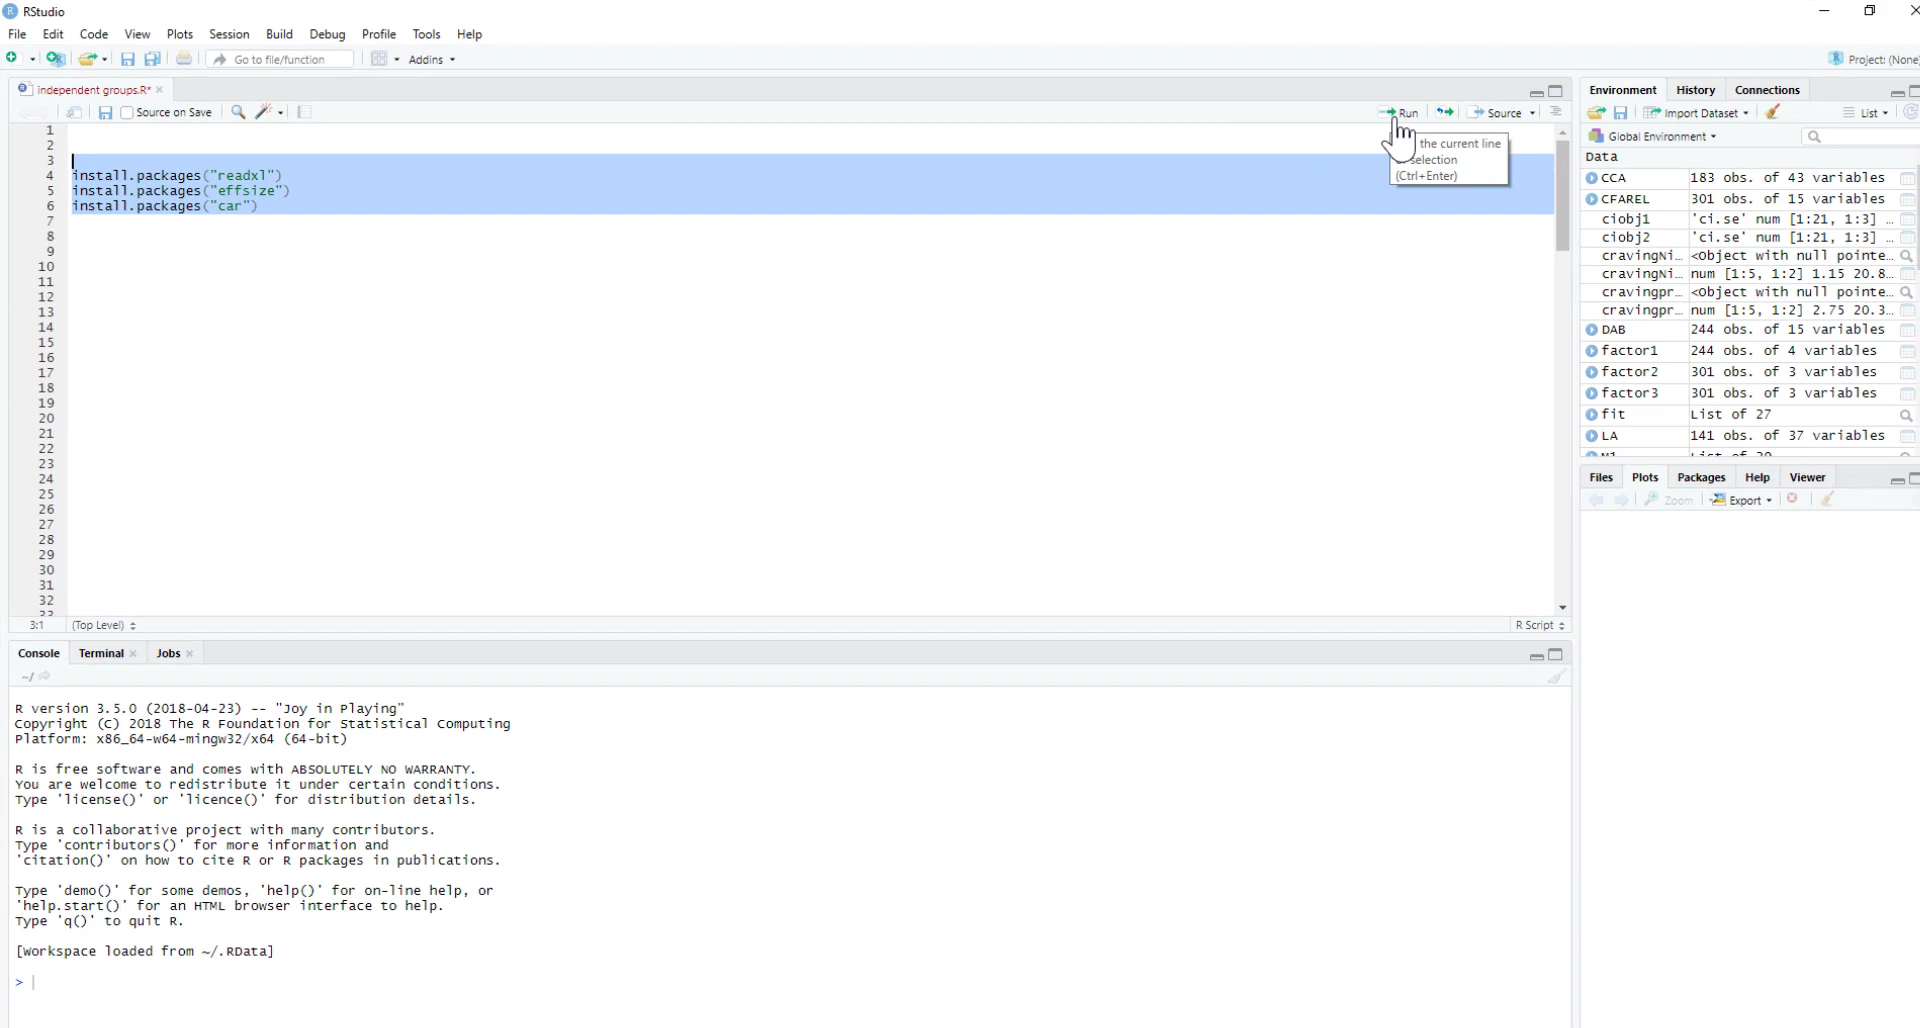 RStudio
File Edit Code View Plots Session Build Debug Profile Tools Help
Go to file/function Addins Project: (None
independent groups.R*
Source on Save Run Source
1
2
3
4 install.packages("readxl")
5 install.packages("effsize")
6 install.packages("car")
7
8
9
10
11
12
13
14
15
16
17
18
19
20
21
22
23
24
25
26
27
28
29
30
31
32
the current line
selection
(Ctrl+Enter)
3:1 (Top Level) R Script
Console Terminal Jobs
~/
R version 3.5.0 (2018-04-23) -- "Joy in Playing"
Copyright (C) 2018 The R Foundation for Statistical Computing
Platform: x86_64-w64-mingw32/x64 (64-bit)
R is free software and comes with ABSOLUTELY NO WARRANTY.
You are welcome to redistribute it under certain conditions.
Type 'license()' or 'licence()' for distribution details.
R is a collaborative project with many contributors.
Type 'contributors()' for more information and
'citation()' on how to cite R or R packages in publications.
Type 'demo()' for some demos, 'help()' for on-line help, or
'help.start()' for an HTML browser interface to help.
Type 'q()' to quit R.
[Workspace loaded from ~/.RData]
>
Environment History Connections
Import Dataset List
Global Environment
Data
CCA 183 obs. of 43 variables
CFAREL 301 obs. of 15 variables
ciobj1 'ci.se' num [1:21, 1:3] …
ciobj2 'ci.se' num [1:21, 1:3] …
cravingNi… <Object with null pointe…
cravingNi… num [1:5, 1:2] 1.15 20.8…
cravingpr… <Object with null pointe…
cravingpr… num [1:5, 1:2] 2.75 20.3…
DAB 244 obs. of 15 variables
factor1 244 obs. of 4 variables
factor2 301 obs. of 3 variables
factor3 301 obs. of 3 variables
fit List of 27
LA 141 obs. of 37 variables
Files Plots Packages Help Viewer
Zoom Export